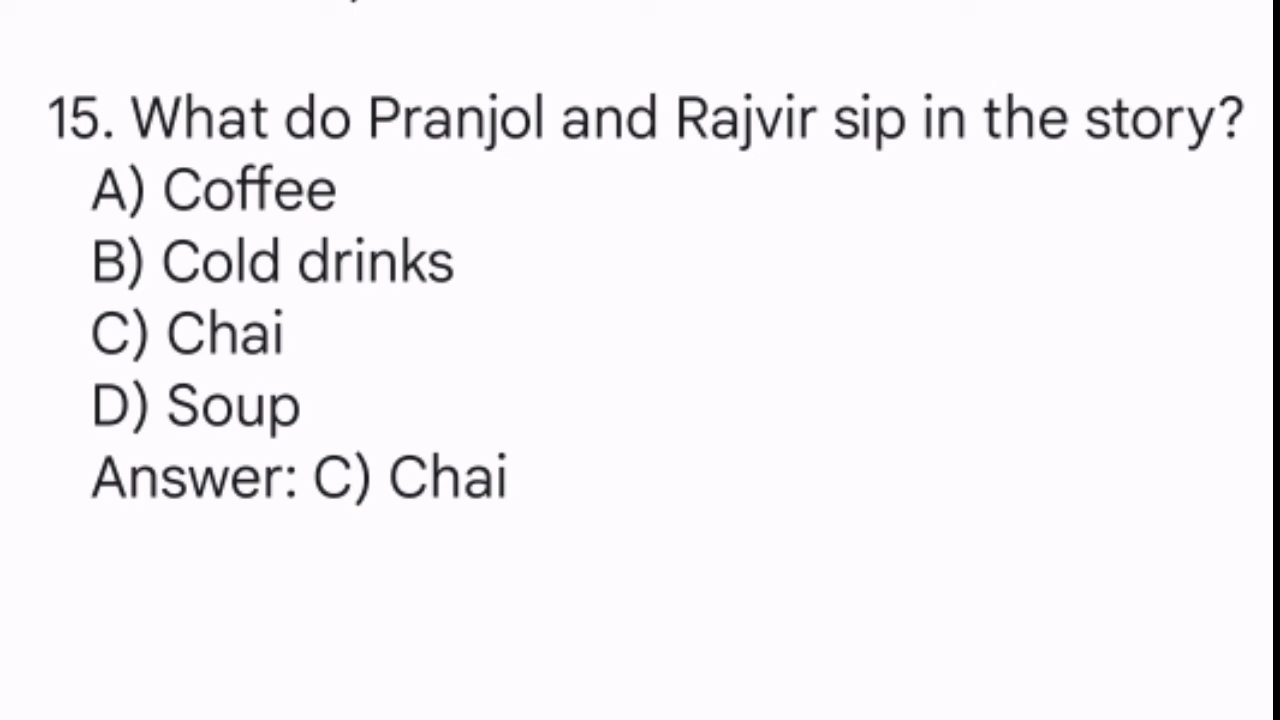 15. What do Pranjol and Rajvir sip in the story?
A) Coffee
B) Cold drinks
C) Chai
D) Soup
Answer: C) Chai